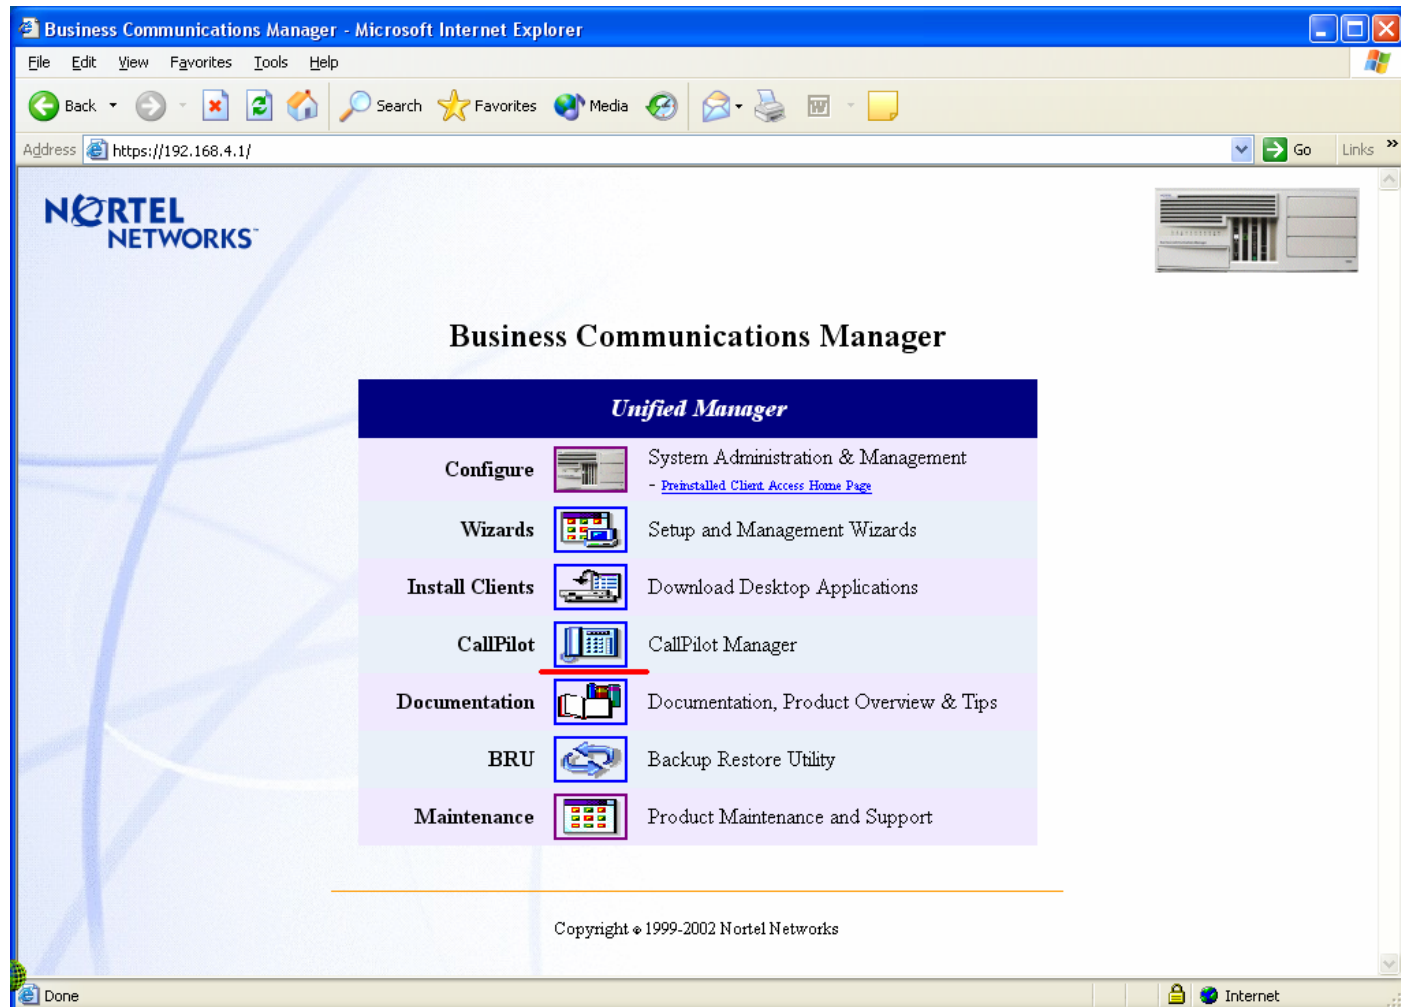 Business Communications Manager - Microsoft Internet Explorer
File Edit View Favorites Tools Help
Back Search Favorites Media
Address https://192.168.4.1/ Go Links »
NORTEL
NETWORKS
Business Communications Manager
Unified Manager
Configure System Administration & Management
- Preinstalled Client Access Home Page
Wizards Setup and Management Wizards
Install Clients Download Desktop Applications
CallPilot CallPilot Manager
Documentation Documentation, Product Overview & Tips
BRU Backup Restore Utility
Maintenance Product Maintenance and Support
Copyright © 1999-2002 Nortel Networks
Done Internet